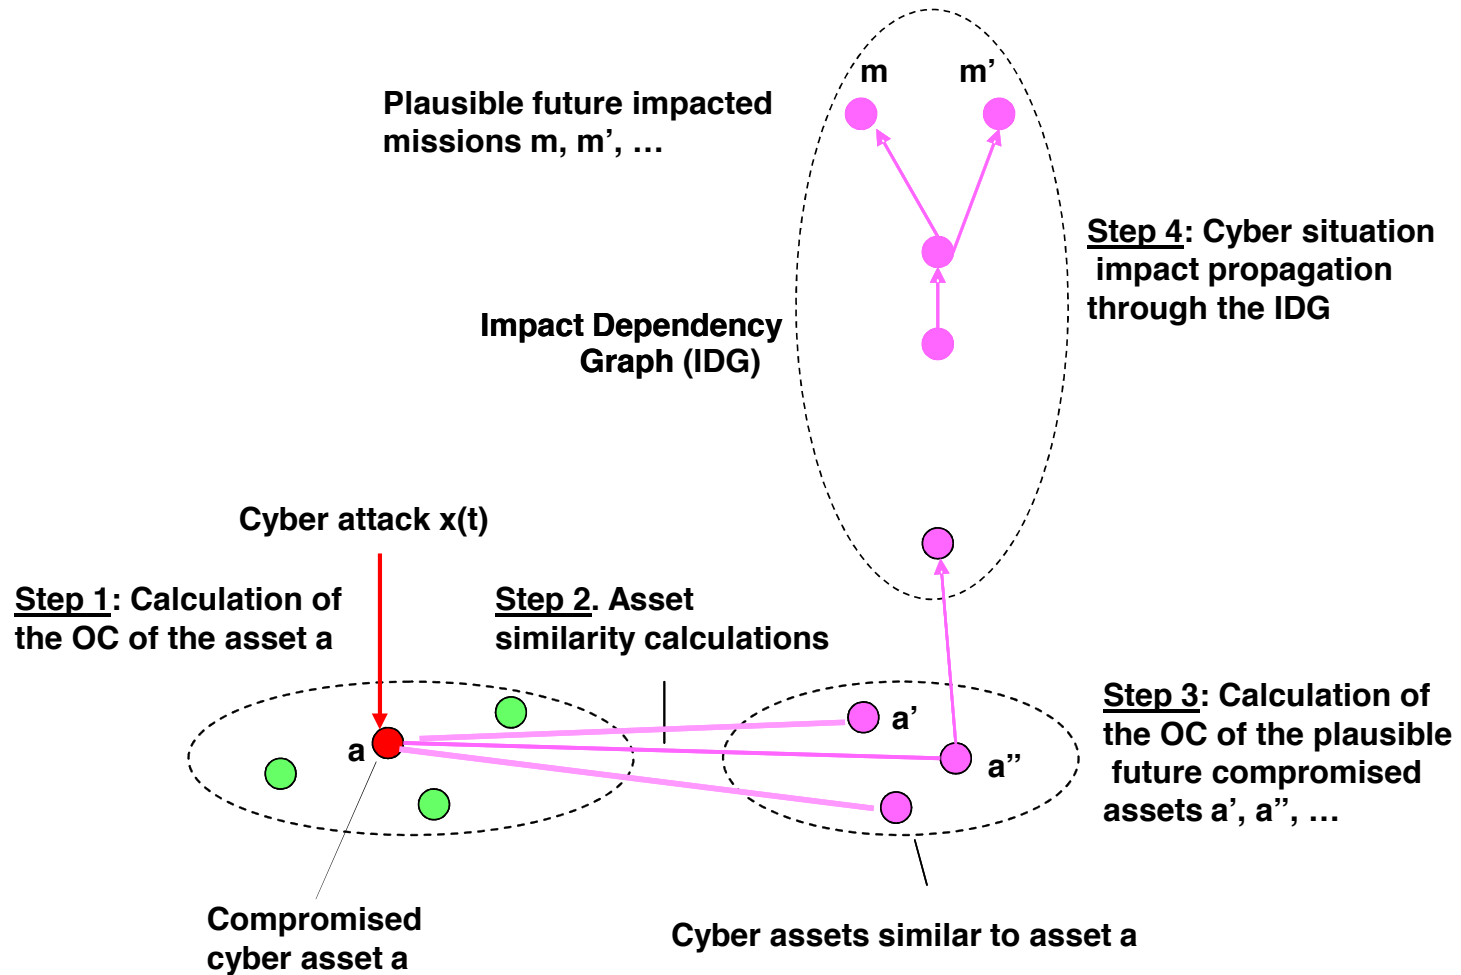 m m’
Plausible future impacted
missions m, m’, …
Step 4: Cyber situation
impact propagation
through the IDG
Impact Dependency
Graph (IDG)
Cyber attack x(t)
Step 1: Calculation of
the OC of the asset a
Step 2. Asset
similarity calculations
a
a’
a”
Step 3: Calculation of
the OC of the plausible
future compromised
assets a’, a”, …
Compromised
cyber asset a
Cyber assets similar to asset a